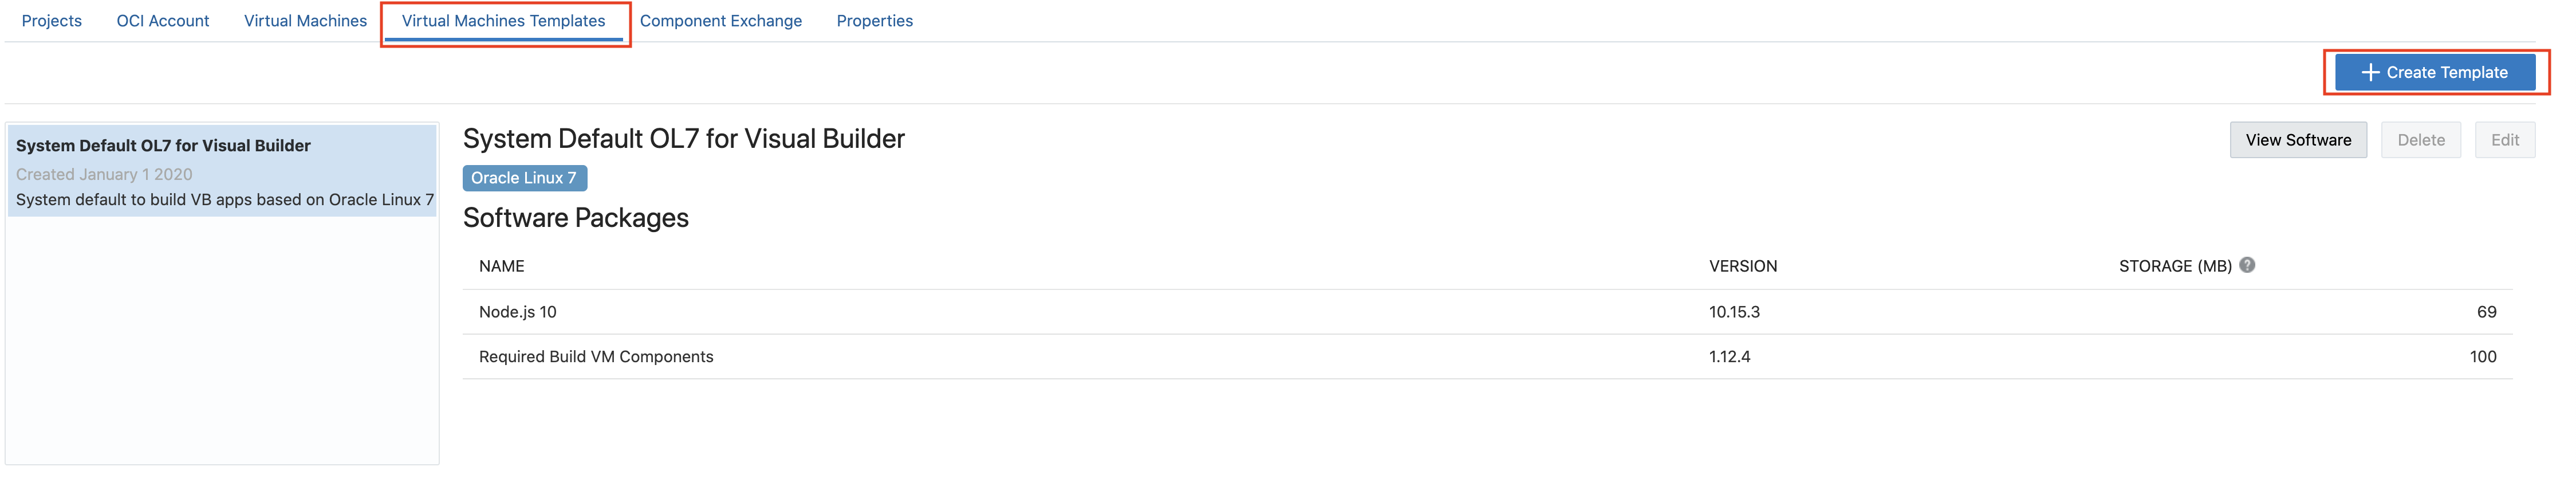 Projects OCI Account Virtual Machines Virtual Machines Templates Component Exchange Properties
+ Create Template
System Default OL7 for Visual Builder
Created January 1 2020
System default to build VB apps based on Oracle Linux 7
System Default OL7 for Visual Builder
View Software Delete Edit
Oracle Linux 7
Software Packages
NAME VERSION STORAGE (MB) ?
Node.js 10 10.15.3 69
Required Build VM Components 1.12.4 100